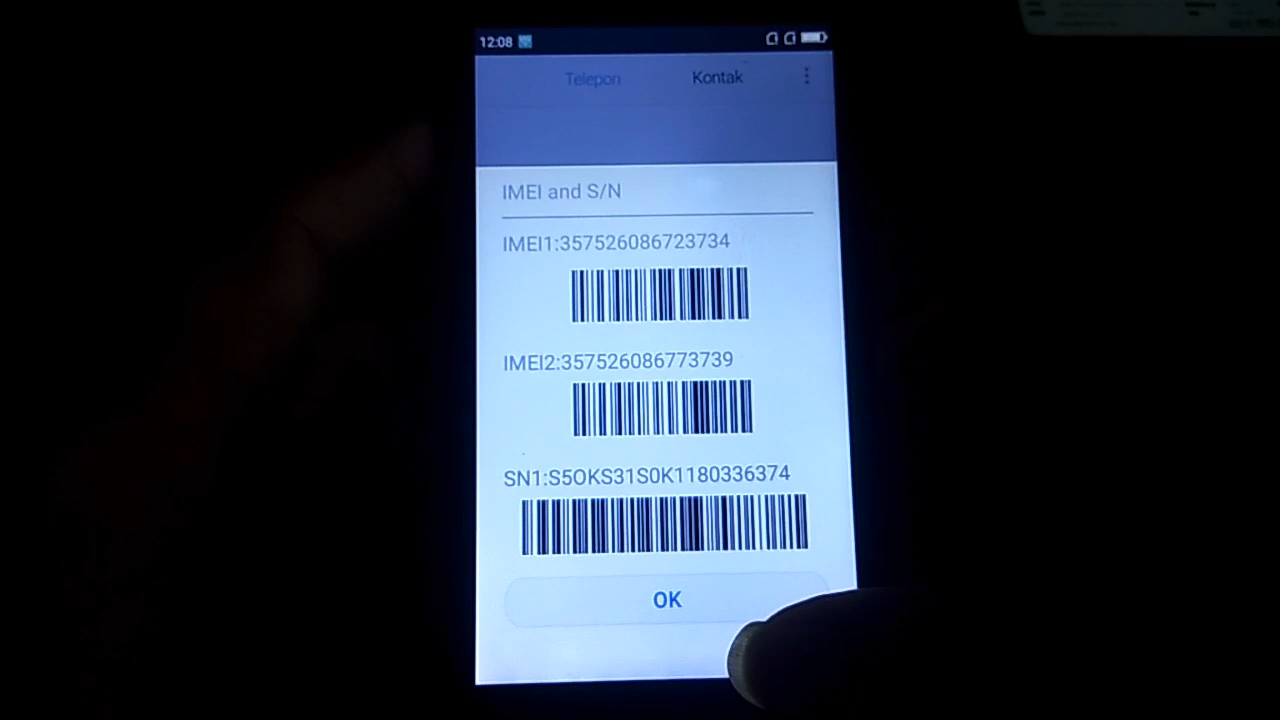 12:08
Telepon Kontak
IMEI and S/N
IMEI1:357526086723734
IMEI2:357526086773739
SN1:S5OKS31S0K1180336374
OK